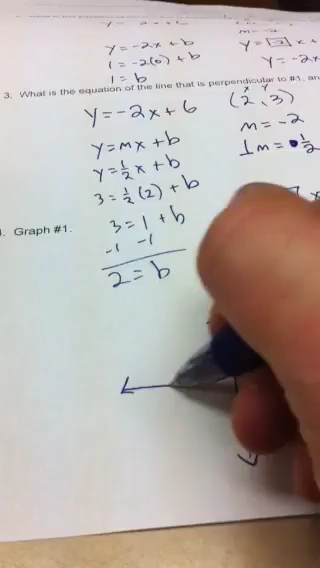 y = -2x + b
m = -2
1 = -2(0) + b
y = -2 x +
1 = b
y = -2x
3. What is the equation of the line that is perpendicular to #1, an
y = -2x + 6
(2, 3)
x y
y = mx + b
m = -2
y = 1/2 x + b
⊥m = 1/2
3 = 1/2 (2) + b
3 = 1 + b
-1 -1
2 = b
Graph #1.